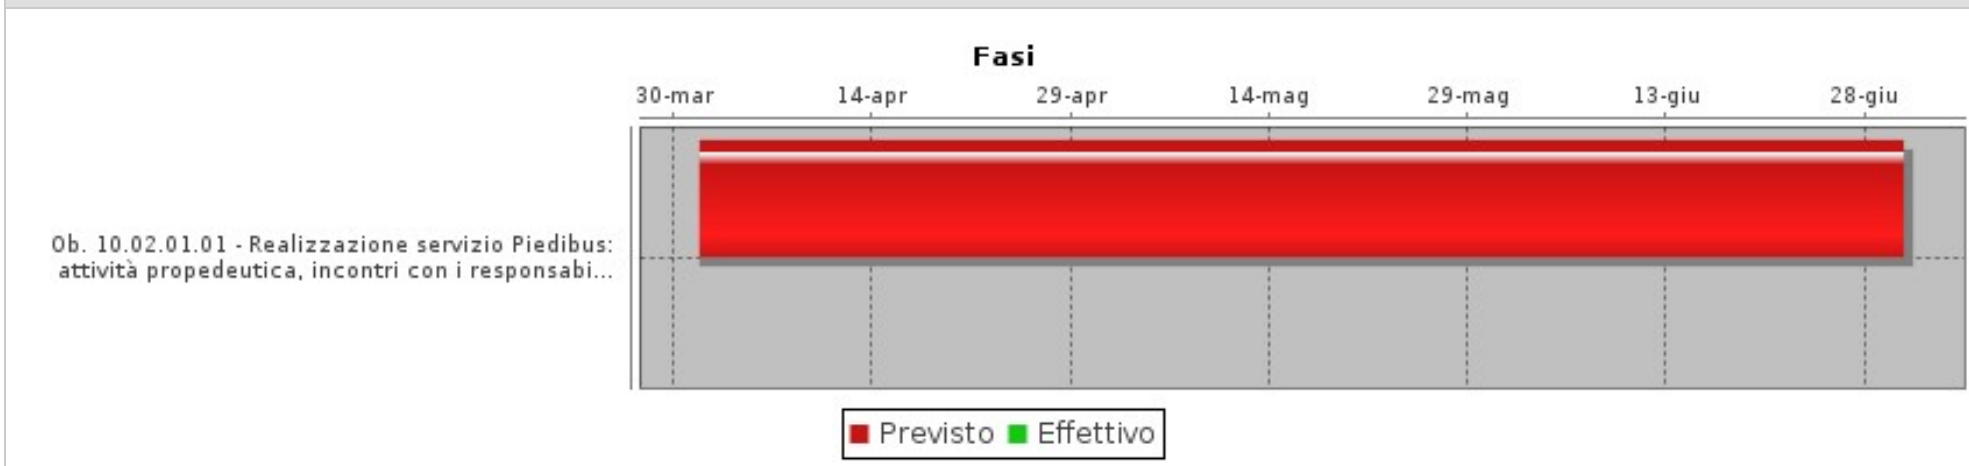 Fasi
30-mar 14-apr 29-apr 14-mag 29-mag 13-giu 28-giu
Ob. 10.02.01.01 - Realizzazione servizio Piedibus:
attività propedeutica, incontri con i responsabi...
Previsto Effettivo